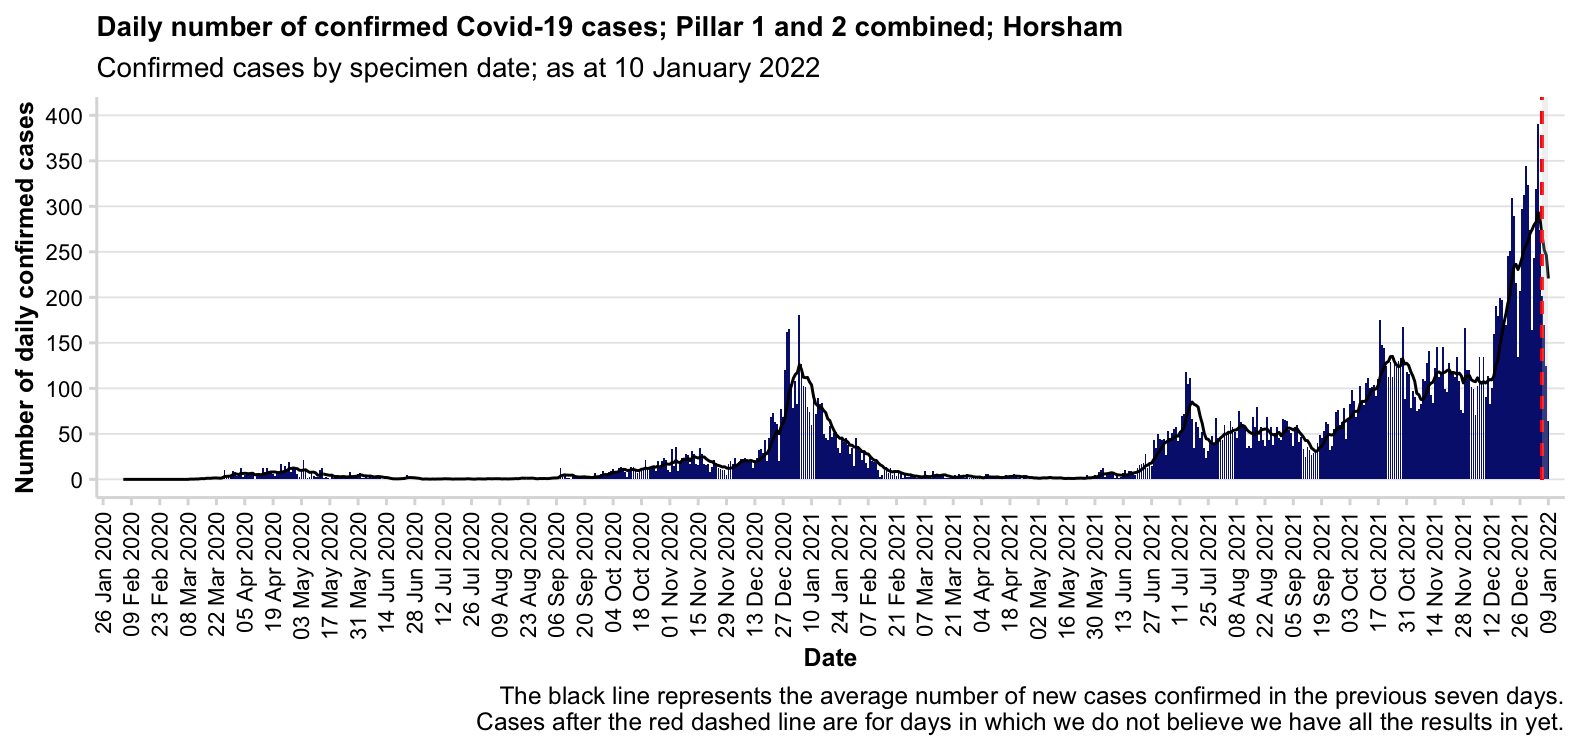 Daily number of confirmed Covid-19 cases; Pillar 1 and 2 combined; Horsham
Confirmed cases by specimen date; as at 10 January 2022
Number of daily confirmed cases
400
350
300
250
200
150
100
50
0
26 Jan 2020
09 Feb 2020
23 Feb 2020
08 Mar 2020
22 Mar 2020
05 Apr 2020
19 Apr 2020
03 May 2020
17 May 2020
31 May 2020
14 Jun 2020
28 Jun 2020
12 Jul 2020
26 Jul 2020
09 Aug 2020
23 Aug 2020
06 Sep 2020
20 Sep 2020
04 Oct 2020
18 Oct 2020
01 Nov 2020
15 Nov 2020
29 Nov 2020
13 Dec 2020
27 Dec 2020
10 Jan 2021
24 Jan 2021
07 Feb 2021
21 Feb 2021
07 Mar 2021
21 Mar 2021
04 Apr 2021
18 Apr 2021
02 May 2021
16 May 2021
30 May 2021
13 Jun 2021
27 Jun 2021
11 Jul 2021
25 Jul 2021
08 Aug 2021
22 Aug 2021
05 Sep 2021
19 Sep 2021
03 Oct 2021
17 Oct 2021
31 Oct 2021
14 Nov 2021
28 Nov 2021
12 Dec 2021
26 Dec 2021
09 Jan 2022
Date
The black line represents the average number of new cases confirmed in the previous seven days.
Cases after the red dashed line are for days in which we do not believe we have all the results in yet.